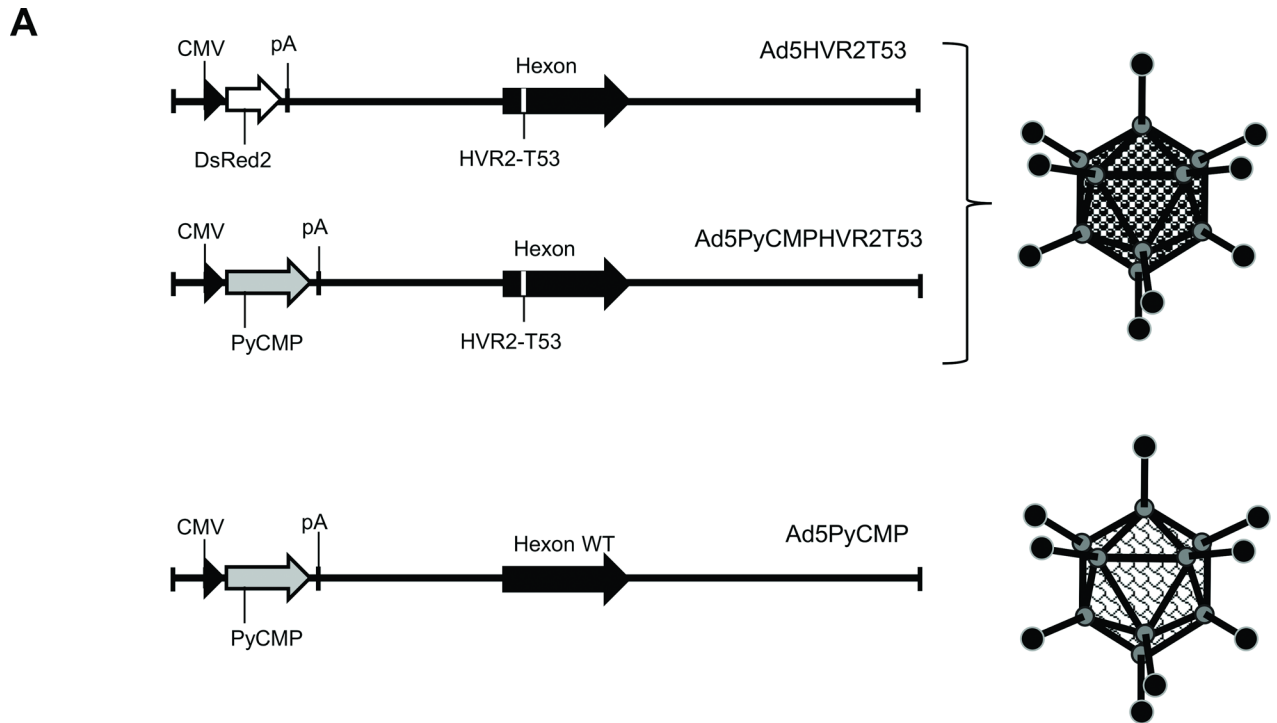 A
CMV
pA
Ad5HVR2T53
Hexon
DsRed2
HVR2-T53
CMV
pA
Ad5PyCMPHVR2T53
Hexon
PyCMP
HVR2-T53
CMV
pA
Ad5PyCMP
Hexon WT
PyCMP